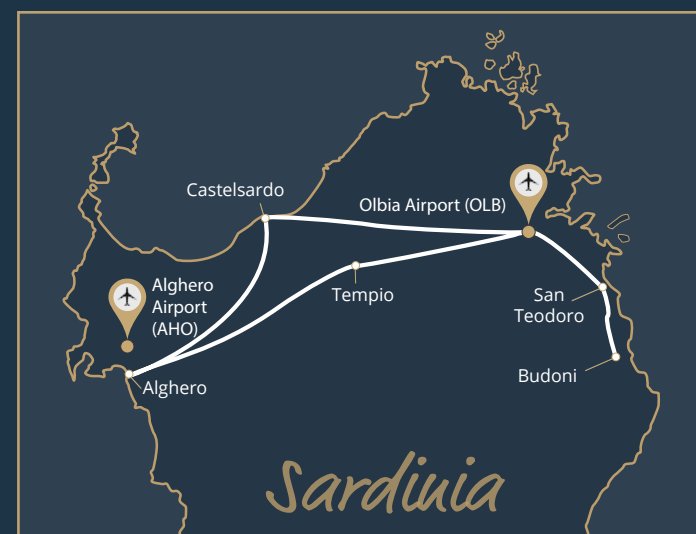 Castelsardo
Olbia Airport (OLB)
Alghero
Airport
(AHO)
Tempio
San
Teodoro
Alghero
Budoni
Sardinia